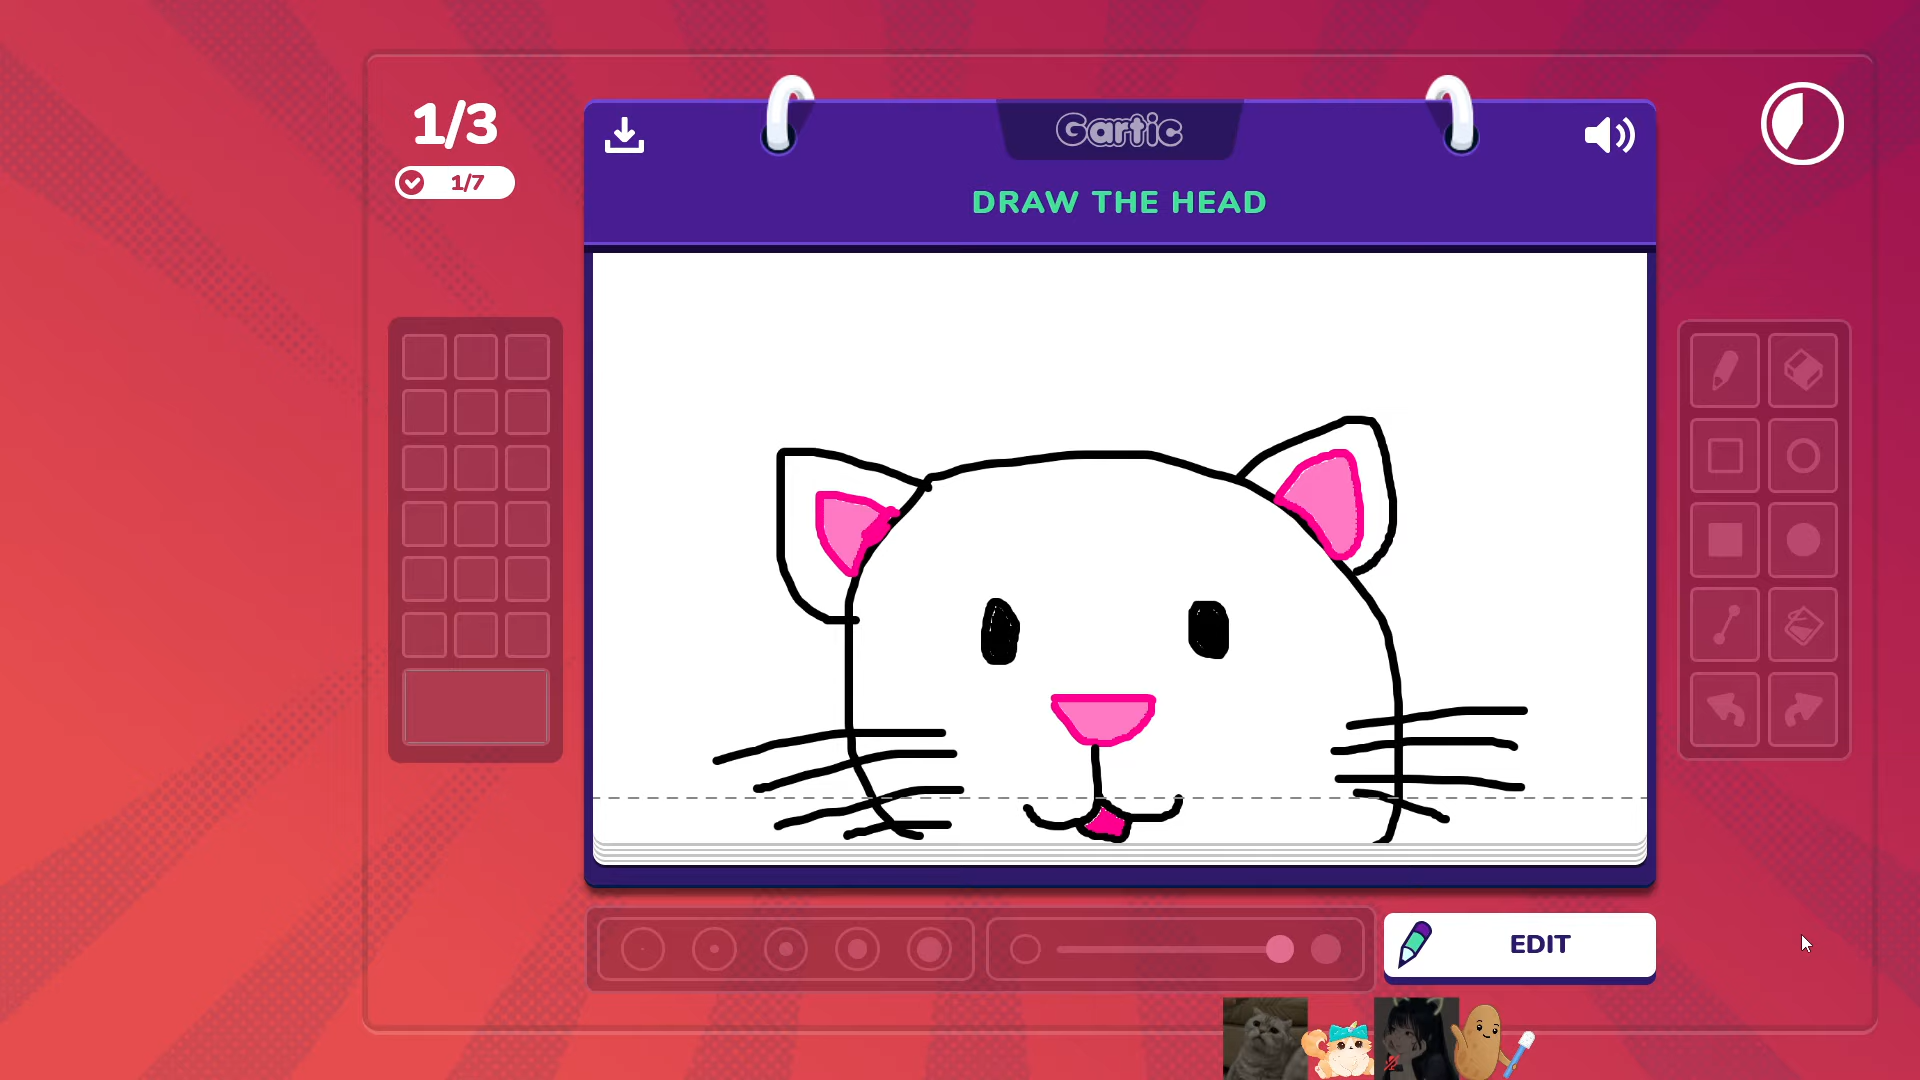 1/3
1/7
Gartic
DRAW THE HEAD
EDIT